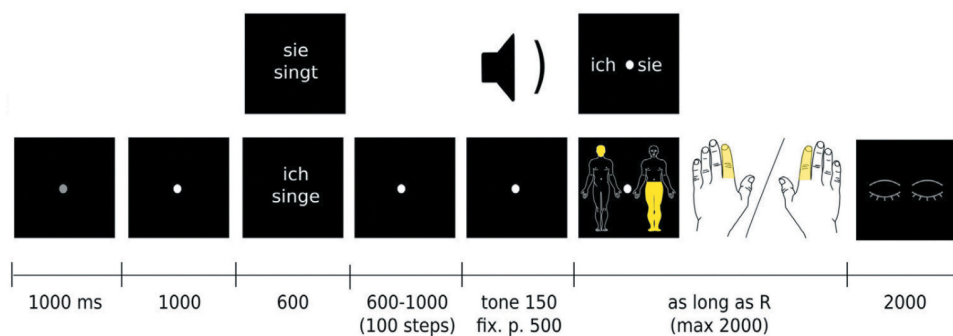 sie
singt
ich sie
ich
singe
1000 ms
1000
600
600-1000
(100 steps)
tone 150
fix. p. 500
as long as R
(max 2000)
2000